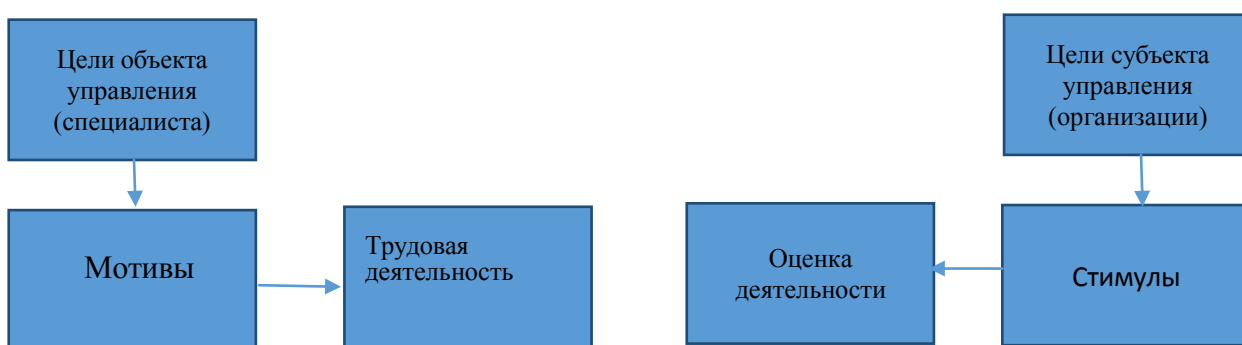 Цели объекта
управления
(специалиста)
Цели субъекта
управления
(организации)
Мотивы
Трудовая
деятельность
Оценка
деятельности
Стимулы